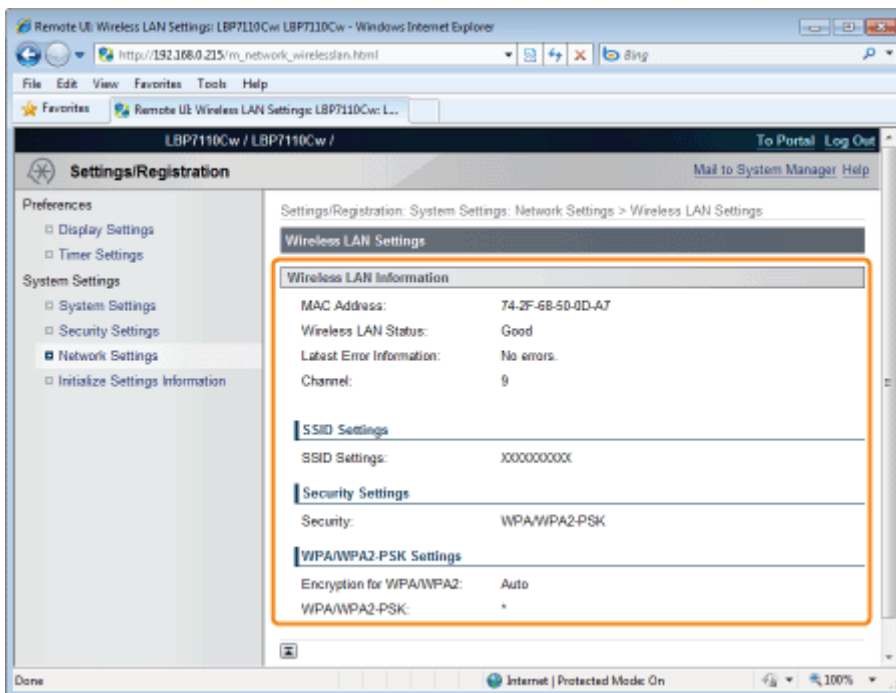 Remote UI: Wireless LAN Settings: LBP7110Cw: LBP7110Cw - Windows Internet Explorer
http://192.168.0.215/m_network_wirelesslan.html
Bing
File Edit View Favorites Tools Help
Favorites
Remote UI: Wireless LAN Settings: LBP7110Cw: L...
LBP7110Cw / LBP7110Cw /
To Portal Log Out
Settings/Registration
Mail to System Manager Help
Preferences
Display Settings
Timer Settings
System Settings
System Settings
Security Settings
Network Settings
Initialize Settings Information
Settings/Registration: System Settings: Network Settings > Wireless LAN Settings
Wireless LAN Settings
Wireless LAN Information
MAC Address: 74-2F-68-50-0D-A7
Wireless LAN Status: Good
Latest Error Information: No errors.
Channel: 9
SSID Settings
SSID Settings: XXXXXXXXXX
Security Settings
Security: WPA/WPA2-PSK
WPA/WPA2-PSK Settings
Encryption for WPA/WPA2: Auto
WPA/WPA2-PSK: *
Done
Internet | Protected Mode: On
100%